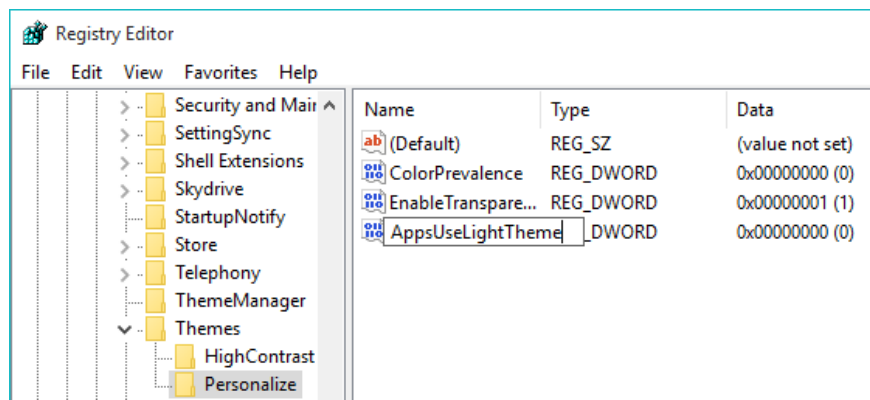 Registry Editor
File Edit View Favorites Help
Security and Mair
SettingSync
Shell Extensions
Skydrive
StartupNotify
Store
Telephony
ThemeManager
Themes
HighContrast
Personalize
Name Type Data
ab (Default) REG_SZ (value not set)
ColorPrevalence REG_DWORD 0x00000000 (0)
EnableTranspare... REG_DWORD 0x00000001 (1)
AppsUseLightTheme _DWORD 0x00000000 (0)